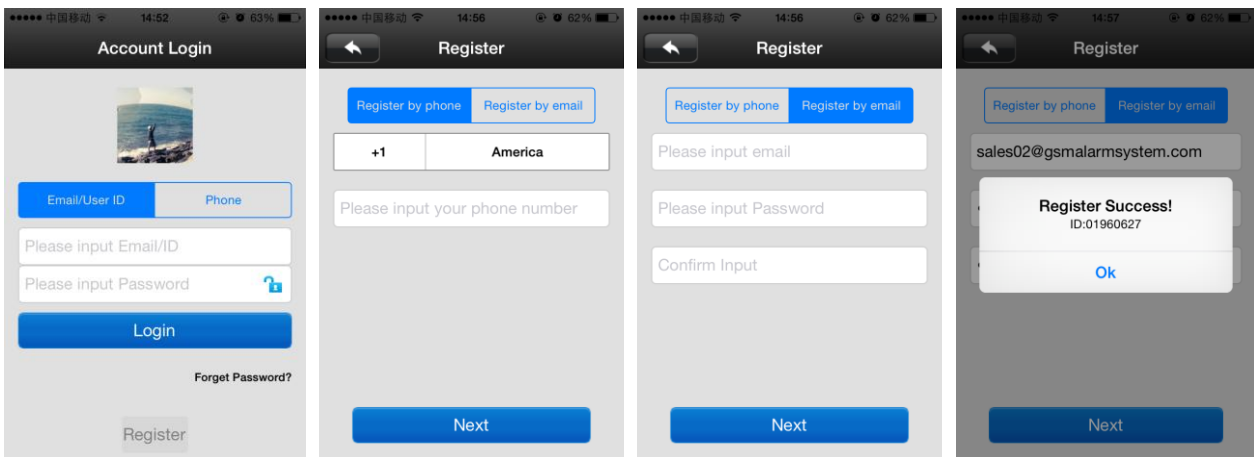 中国移动 14:52 63%
Account Login
Email/User ID Phone
Please input Email/ID
Please input Password
Login
Forget Password?
Register
中国移动 14:56 62%
Register
Register by phone Register by email
+1 America
Please input your phone number
Next
中国移动 14:56 62%
Register
Register by phone Register by email
Please input email
Please input Password
Confirm Input
Next
中国移动 14:57 62%
Register
Register by phone Register by email
sales02@gsmalarmsystem.com
Register Success!
ID:01960627
Ok
Next